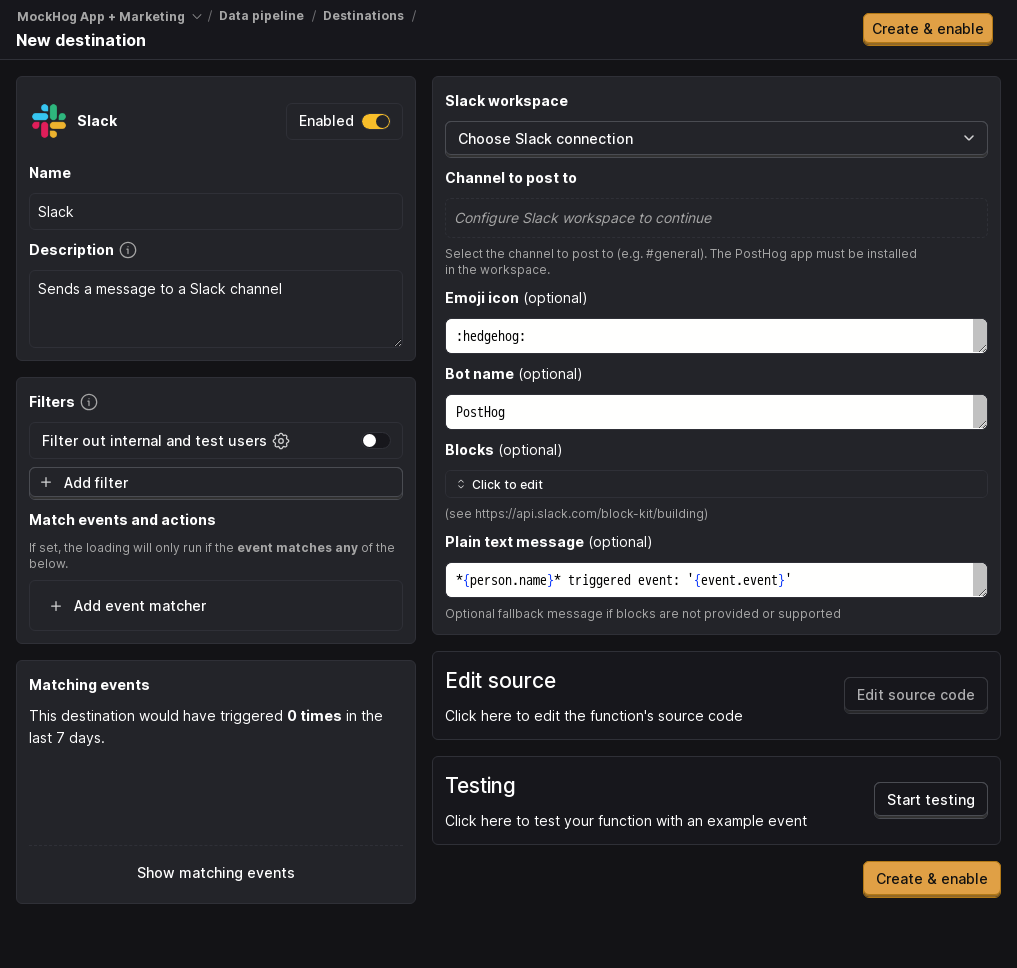 MockHog App + Marketing / Data pipeline / Destinations /
New destination
Create & enable
Slack
Enabled
Name
Slack
Description
Sends a message to a Slack channel
Filters
Filter out internal and test users
Add filter
Match events and actions
If set, the loading will only run if the event matches any of the
below.
Add event matcher
Matching events
This destination would have triggered 0 times in the
last 7 days.
Show matching events
Slack workspace
Choose Slack connection
Channel to post to
Configure Slack workspace to continue
Select the channel to post to (e.g. #general). The PostHog app must be installed
in the workspace.
Emoji icon (optional)
:hedgehog:
Bot name (optional)
PostHog
Blocks (optional)
Click to edit
(see https://api.slack.com/block-kit/building)
Plain text message (optional)
*{person.name}* triggered event: '{event.event}'
Optional fallback message if blocks are not provided or supported
Edit source
Click here to edit the function's source code
Edit source code
Testing
Click here to test your function with an example event
Start testing
Create & enable